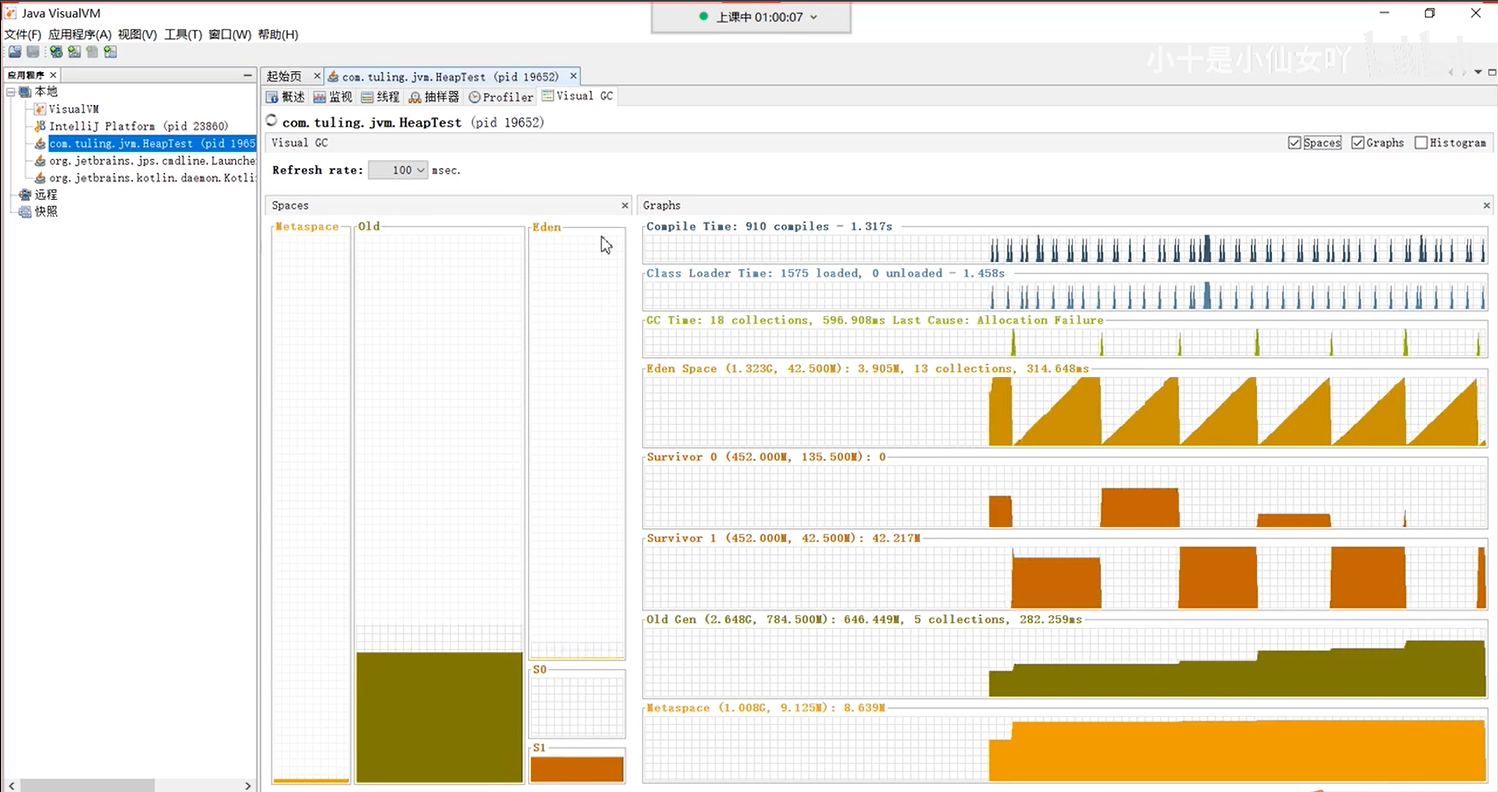 Java VisualVM
上课中 01:00:07
文件(F) 应用程序(A) 视图(V) 工具(T) 窗口(W) 帮助(H)
小十是小仙女吖
应用程序
本地
VisualVM
IntelliJ Platform (pid 23860)
com.tuling.jvm.HeapTest (pid 1965
org.jetbrains.jps.cmdline.Launche
org.jetbrains.kotlin.daemon.Kotli
远程
快照
起始页 com.tuling.jvm.HeapTest (pid 19652)
概述 监视 线程 抽样器 Profiler Visual GC
com.tuling.jvm.HeapTest (pid 19652)
Visual GC Spaces Graphs Histogram
Refresh rate: 100 msec.
Spaces
Metaspace Old Eden
S0
S1
Graphs
Compile Time: 910 compiles - 1.317s
Class Loader Time: 1575 loaded, 0 unloaded - 1.458s
GC Time: 18 collections, 596.908ms Last Cause: Allocation Failure
Eden Space (1.323G, 42.500M): 3.905M, 13 collections, 314.648ms
Survivor 0 (452.000M, 135.500M): 0
Survivor 1 (452.000M, 42.500M): 42.217M
Old Gen (2.648G, 784.500M): 646.449M, 5 collections, 282.259ms
Metaspace (1.008G, 9.125M): 8.639M